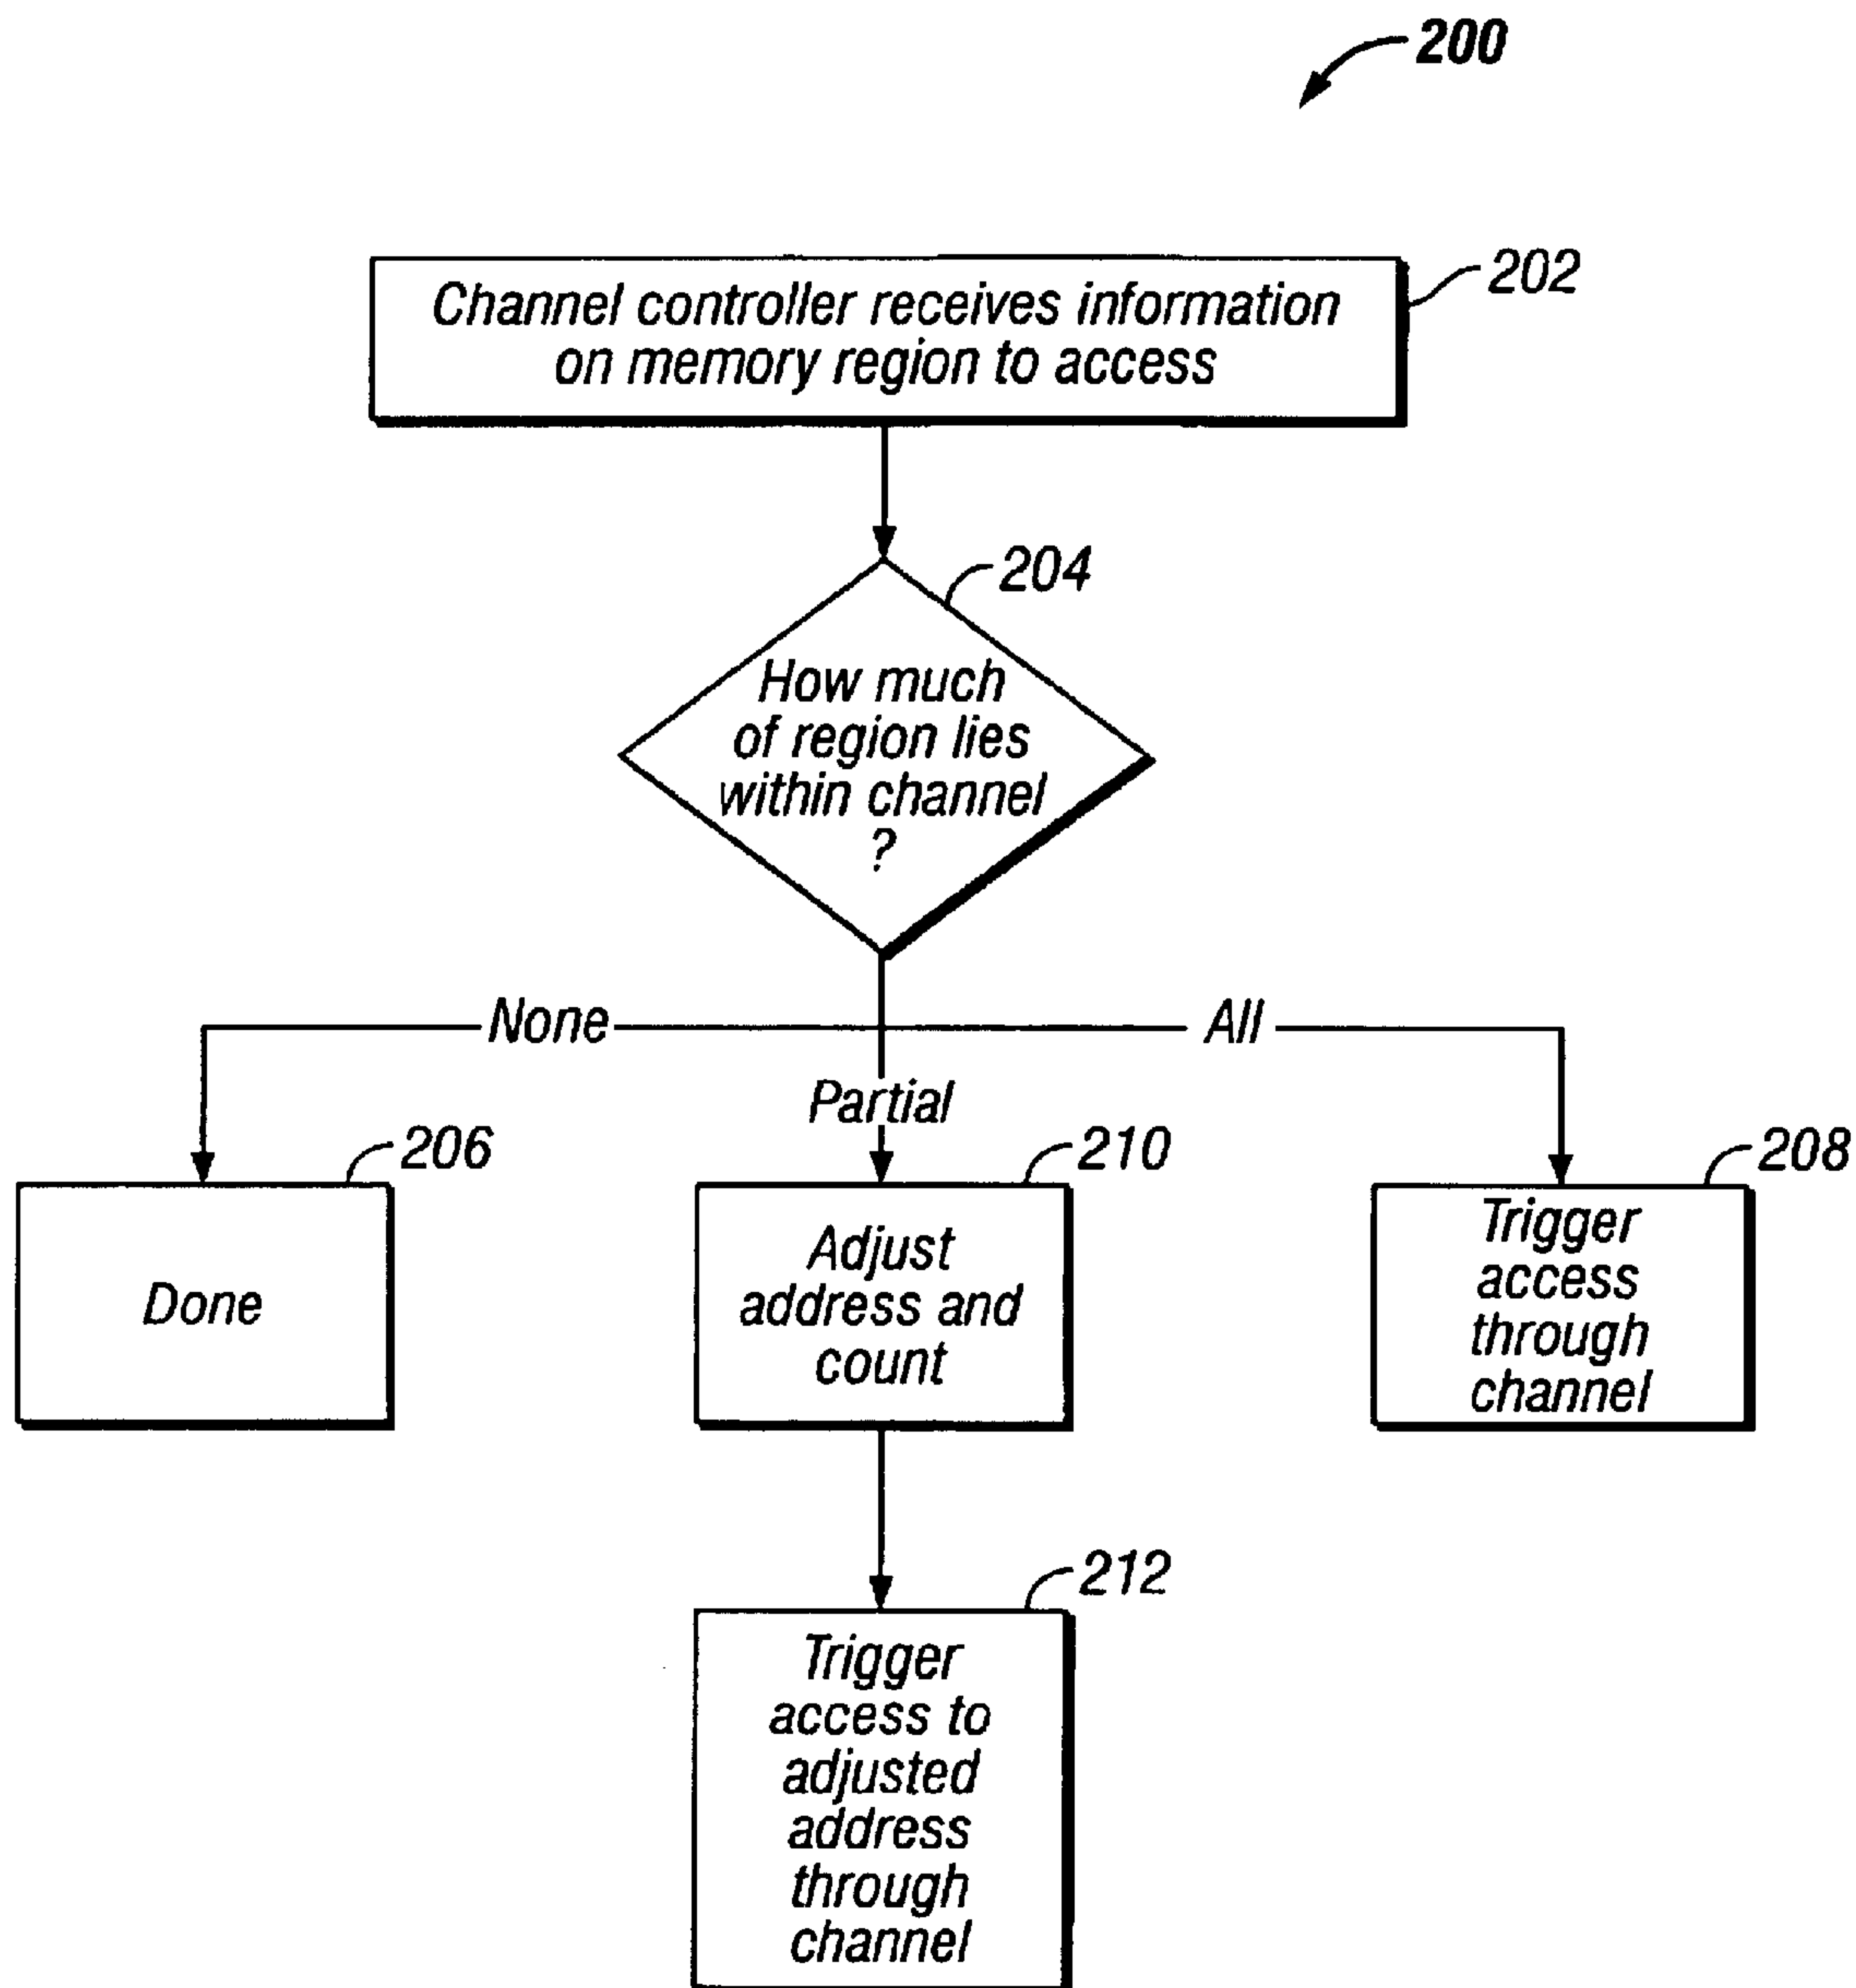 200
202
Channel controller receives information
on memory region to access
204
How much
of region lies
within channel
?
None
All
Partial
206
210
208
Done
Adjust
address and
count
Trigger
access
through
channel
212
Trigger
access to
adjusted
address
through
channel